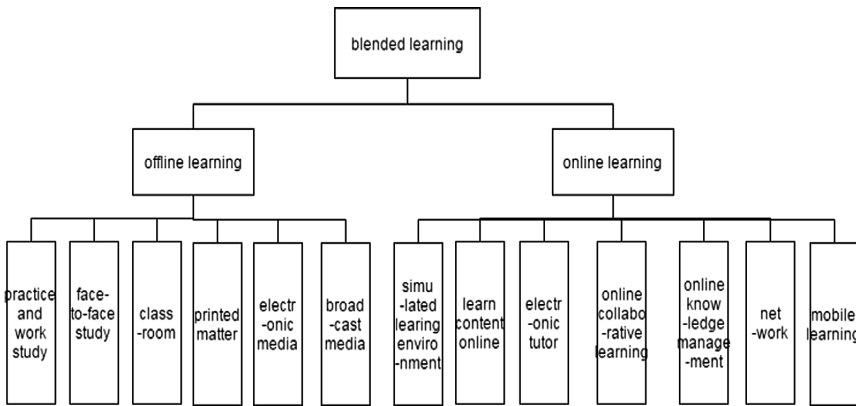 blended learning
offline learning
online learning
practice
and
work
study
face-
to-face
study
class
-room
printed
matter
electr
-onic
media
broad
-cast
media
simu
-lated
learing
enviro
-nment
learn
content
online
electr
-onic
tutor
online
collabo
-rative
learning
online
know
-ledge
manage
-ment
net
-work
mobile
learning